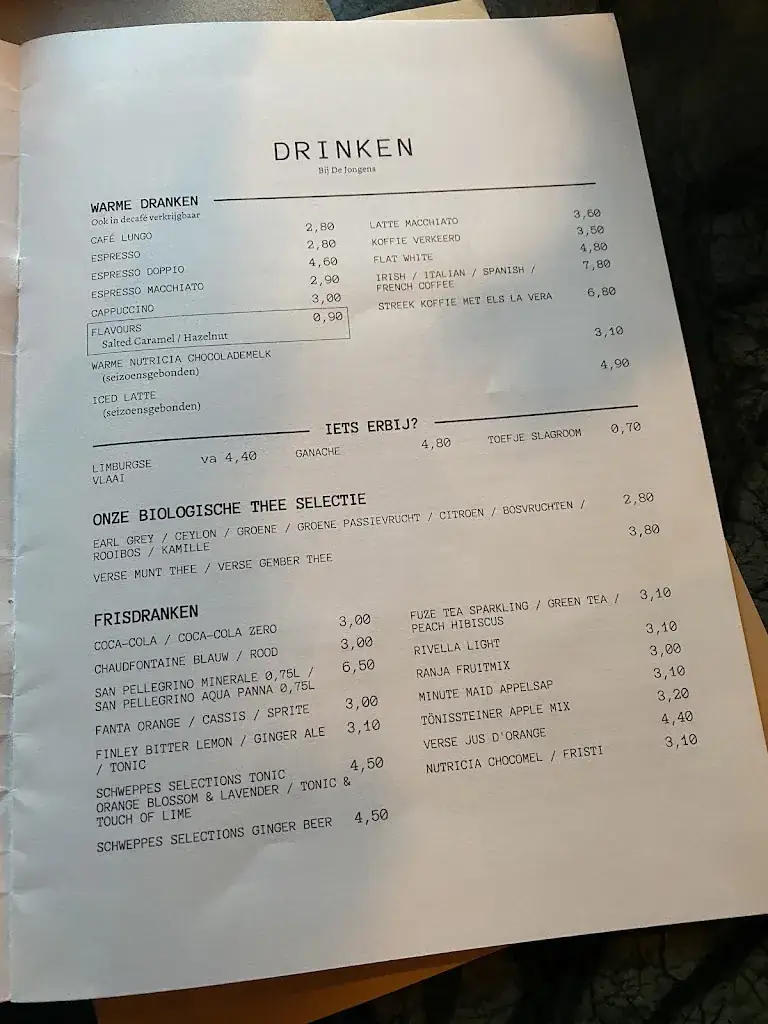 DRINKEN
Bij De Jongens
WARME DRANKEN
Ook in decafé verkrijgbaar
CAFÉ LUNGO 2,80
ESPRESSO 2,80
ESPRESSO DOPPIO 4,60
ESPRESSO MACCHIATO 2,90
CAPPUCCINO 3,00
FLAVOURS 0,90
Salted Caramel / Hazelnut
LATTE MACCHIATO 3,60
KOFFIE VERKEERD 3,50
FLAT WHITE 4,80
IRISH / ITALIAN / SPANISH / 7,80
FRENCH COFFEE
STREEK KOFFIE MET ELS LA VERA 6,80
WARME NUTRICIA CHOCOLADEMELK 3,10
(seizoensgebonden)
ICED LATTE 4,90
(seizoensgebonden)
IETS ERBIJ?
LIMBURGSE va 4,40
VLAAI
GANACHE 4,80
TOEFJE SLAGROOM 0,70
ONZE BIOLOGISCHE THEE SELECTIE
EARL GREY / CEYLON / GROENE / GROENE PASSIEVRUCHT / CITROEN / BOSVRUCHTEN / 2,80
ROOIBOS / KAMILLE
VERSE MUNT THEE / VERSE GEMBER THEE 3,80
FRISDRANKEN
COCA-COLA / COCA-COLA ZERO 3,00
CHAUDFONTAINE BLAUW / ROOD 3,00
SAN PELLEGRINO MINERALE 0,75L / 6,50
SAN PELLEGRINO AQUA PANNA 0,75L
FANTA ORANGE / CASSIS / SPRITE 3,00
FINLEY BITTER LEMON / GINGER ALE 3,10
/ TONIC
SCHWEPPES SELECTIONS TONIC 4,50
ORANGE BLOSSOM & LAVENDER / TONIC &
TOUCH OF LIME
SCHWEPPES SELECTIONS GINGER BEER 4,50
FUZE TEA SPARKLING / GREEN TEA / 3,10
PEACH HIBISCUS
RIVELLA LIGHT 3,10
RANJA FRUITMIX 3,00
MINUTE MAID APPELSAP 3,10
TÖNISSTEINER APPLE MIX 3,20
VERSE JUS D'ORANGE 4,40
NUTRICIA CHOCOMEL / FRISTI 3,10